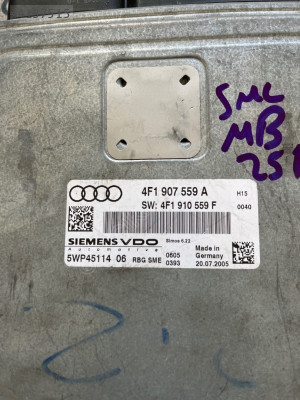 SML
MB
25
4F1 907 559 A
H15
SW: 4F1 910 559 F
0040
SIEMENS VDO
Automotive
Simos 6.22
Made in
Germany
5WP45114 06
RBG SME
0605
0393
20.07.2005